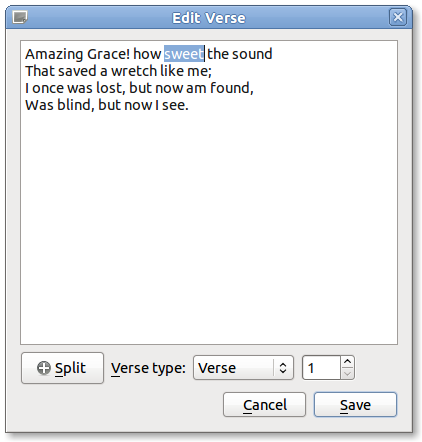 Edit Verse
Amazing Grace! how sweet the sound
That saved a wretch like me;
I once was lost, but now am found,
Was blind, but now I see.
Split Verse type: Verse 1
Cancel Save